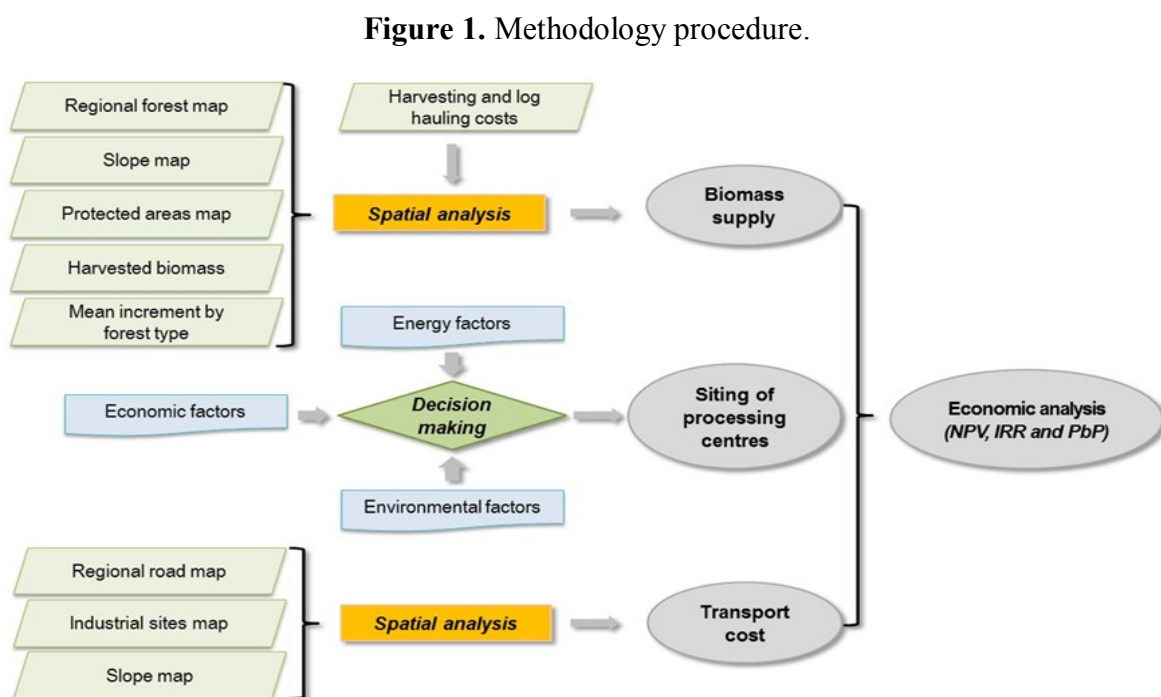 Figure 1. Methodology procedure.
Regional forest map
Slope map
Protected areas map
Harvested biomass
Mean increment by
forest type
Harvesting and log
hauling costs
Spatial analysis
Biomass
supply
Energy factors
Economic factors
Decision
making
Environmental factors
Siting of
processing
centres
Economic analysis
(NPV, IRR and PbP)
Regional road map
Industrial sites map
Slope map
Spatial analysis
Transport
cost